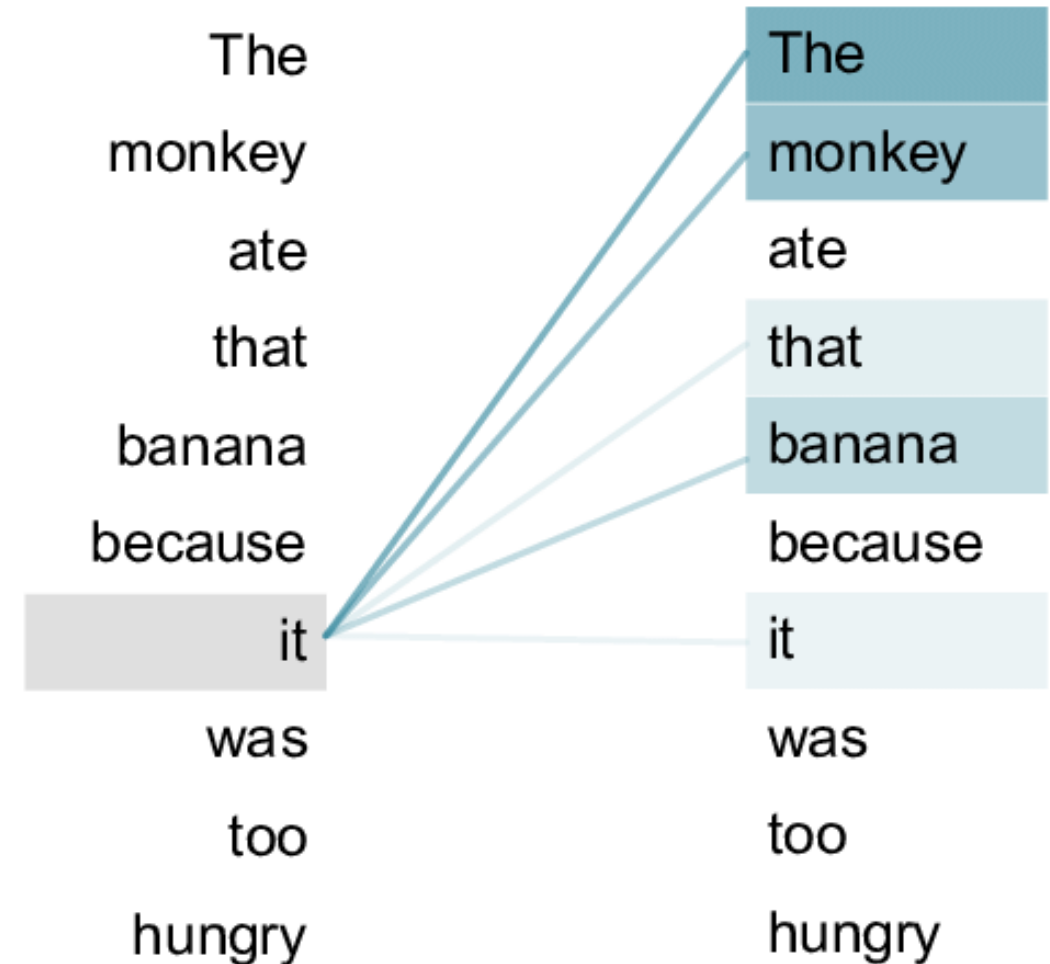 The The
monkey monkey
ate ate
that that
banana banana
because because
it it
was was
too too
hungry hungry